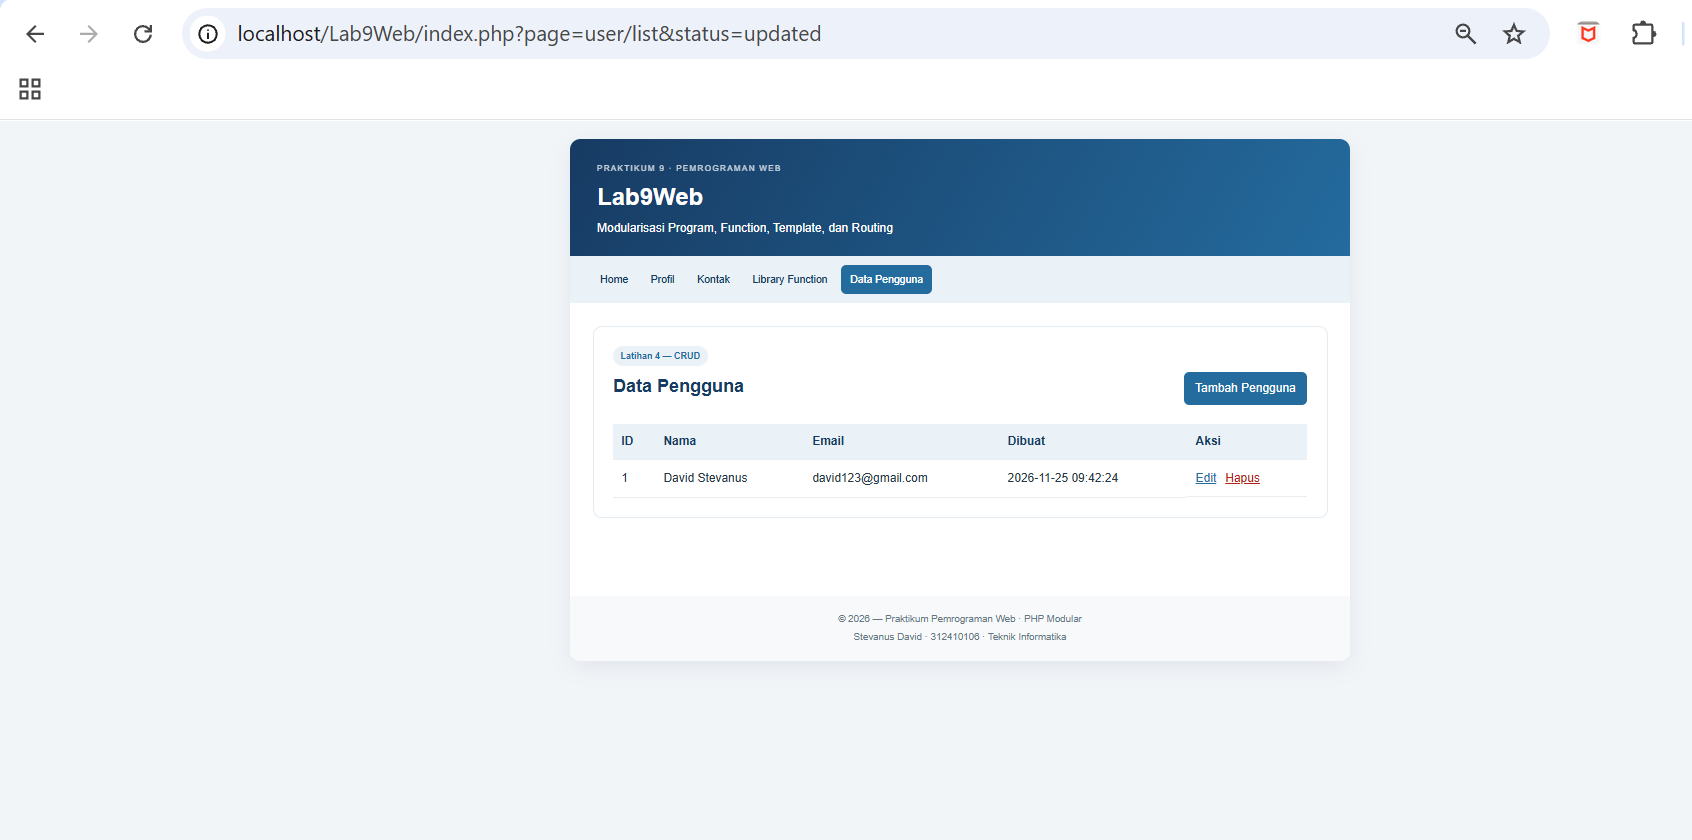 localhost/Lab9Web/index.php?page=user/list&status=updated
PRAKTIKUM 9 · PEMROGRAMAN WEB
Lab9Web
Modularisasi Program, Function, Template, dan Routing
Home Profil Kontak Library Function Data Pengguna
Latihan 4 — CRUD
Data Pengguna
Tambah Pengguna
ID Nama Email Dibuat Aksi
1 David Stevanus david123@gmail.com 2026-11-25 09:42:24 Edit Hapus
© 2026 — Praktikum Pemrograman Web · PHP Modular
Stevanus David · 312410106 · Teknik Informatika